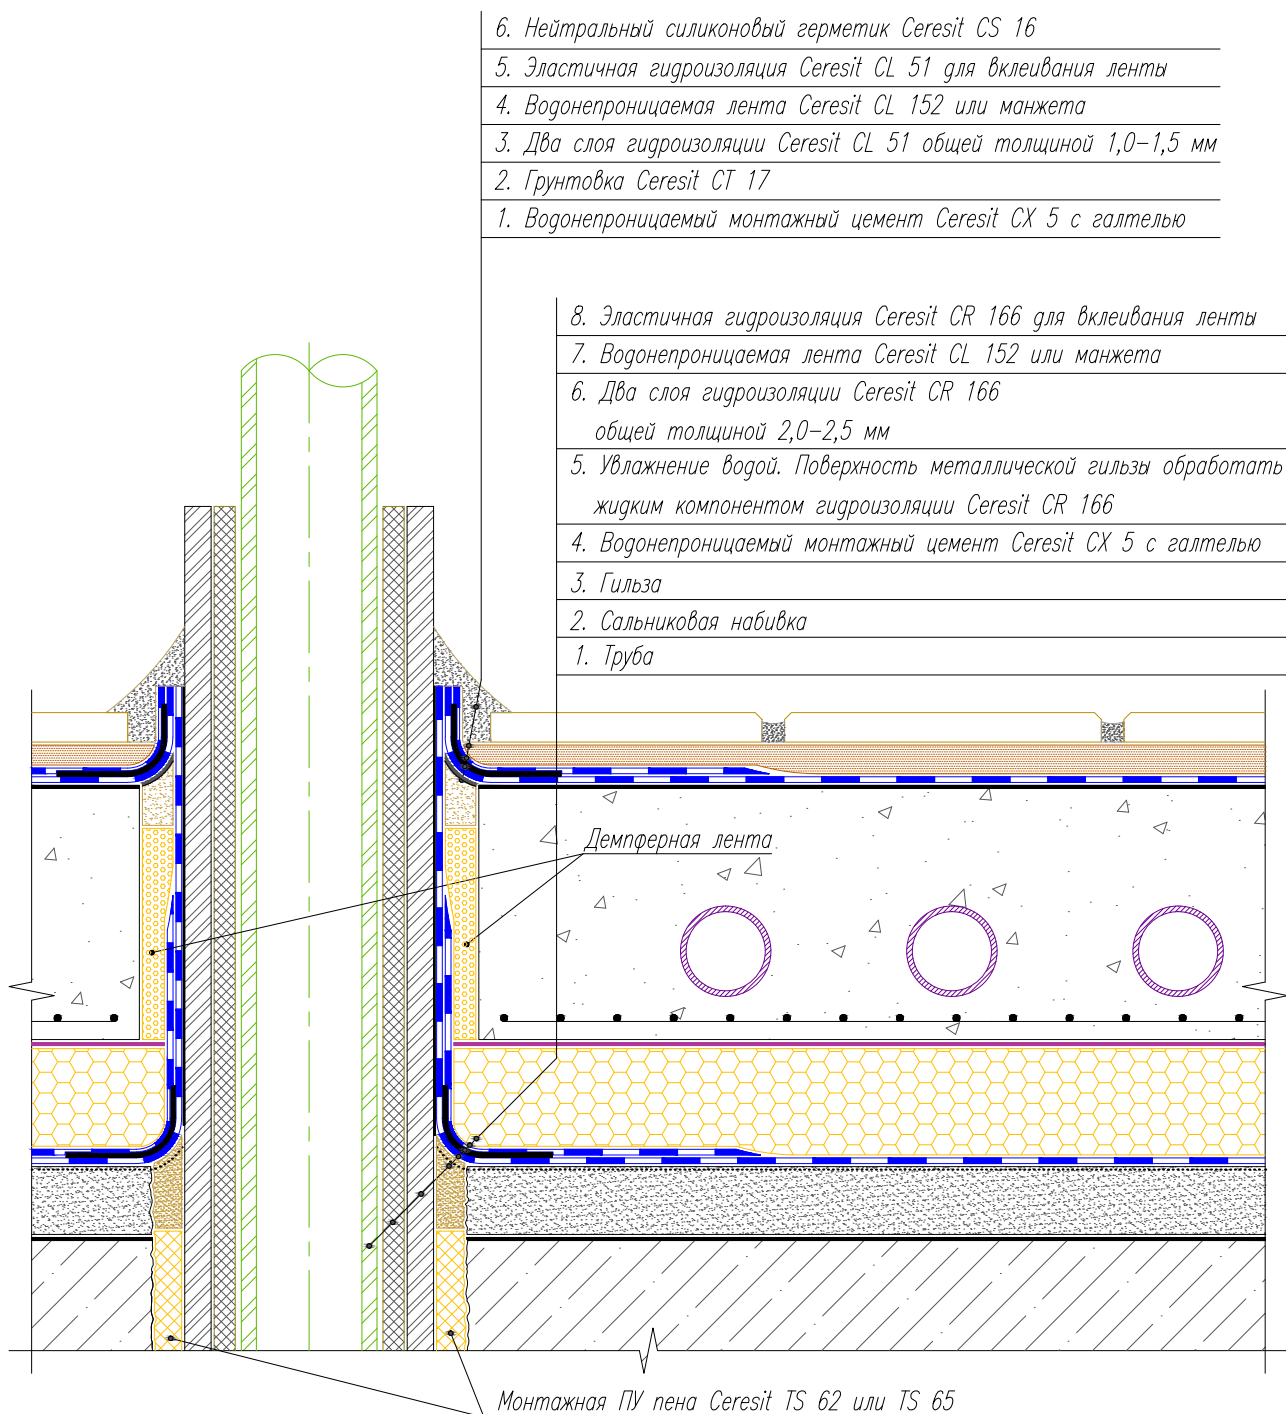 6. Нейтральный силиконовый герметик Ceresit CS 16
5. Эластичная гидроизоляция Ceresit CL 51 для вклеивания ленты
4. Водонепроницаемая лента Ceresit CL 152 или манжета
3. Два слоя гидроизоляции Ceresit CL 51 общей толщиной 1,0-1,5 мм
2. Грунтовка Ceresit CT 17
1. Водонепроницаемый монтажный цемент Ceresit CX 5 с галтелью
8. Эластичная гидроизоляция Ceresit CR 166 для вклеивания ленты
7. Водонепроницаемая лента Ceresit CL 152 или манжета
6. Два слоя гидроизоляции Ceresit CR 166
общей толщиной 2,0-2,5 мм
5. Увлажнение водой. Поверхность металлической гильзы обработать
жидким компонентом гидроизоляции Ceresit CR 166
4. Водонепроницаемый монтажный цемент Ceresit CX 5 с галтелью
3. Гильза
2. Сальниковая набивка
1. Труба
Демпферная лента
Монтажная ПУ пена Ceresit TS 62 или TS 65